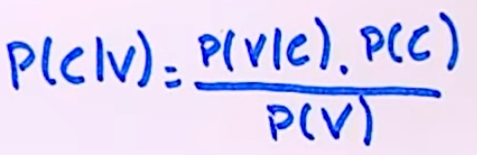 P(C|V) = P(V|C) . P(C)
P(V)